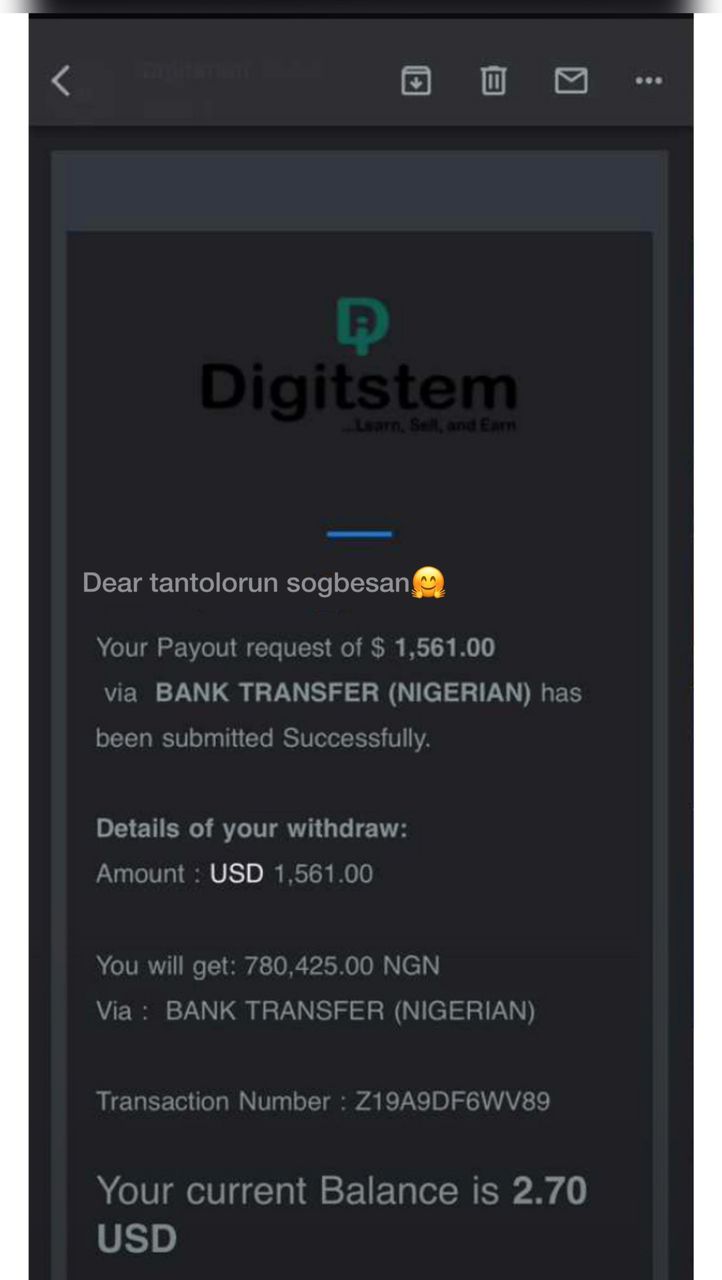 Digitstem
...Learn, Sell, and Earn
Dear tantolorun sogbesan🤗
Your Payout request of $ 1,561.00
via BANK TRANSFER (NIGERIAN) has
been submitted Successfully.
Details of your withdraw:
Amount : USD 1,561.00
You will get: 780,425.00 NGN
Via : BANK TRANSFER (NIGERIAN)
Transaction Number : Z19A9DF6WV89
Your current Balance is 2.70
USD